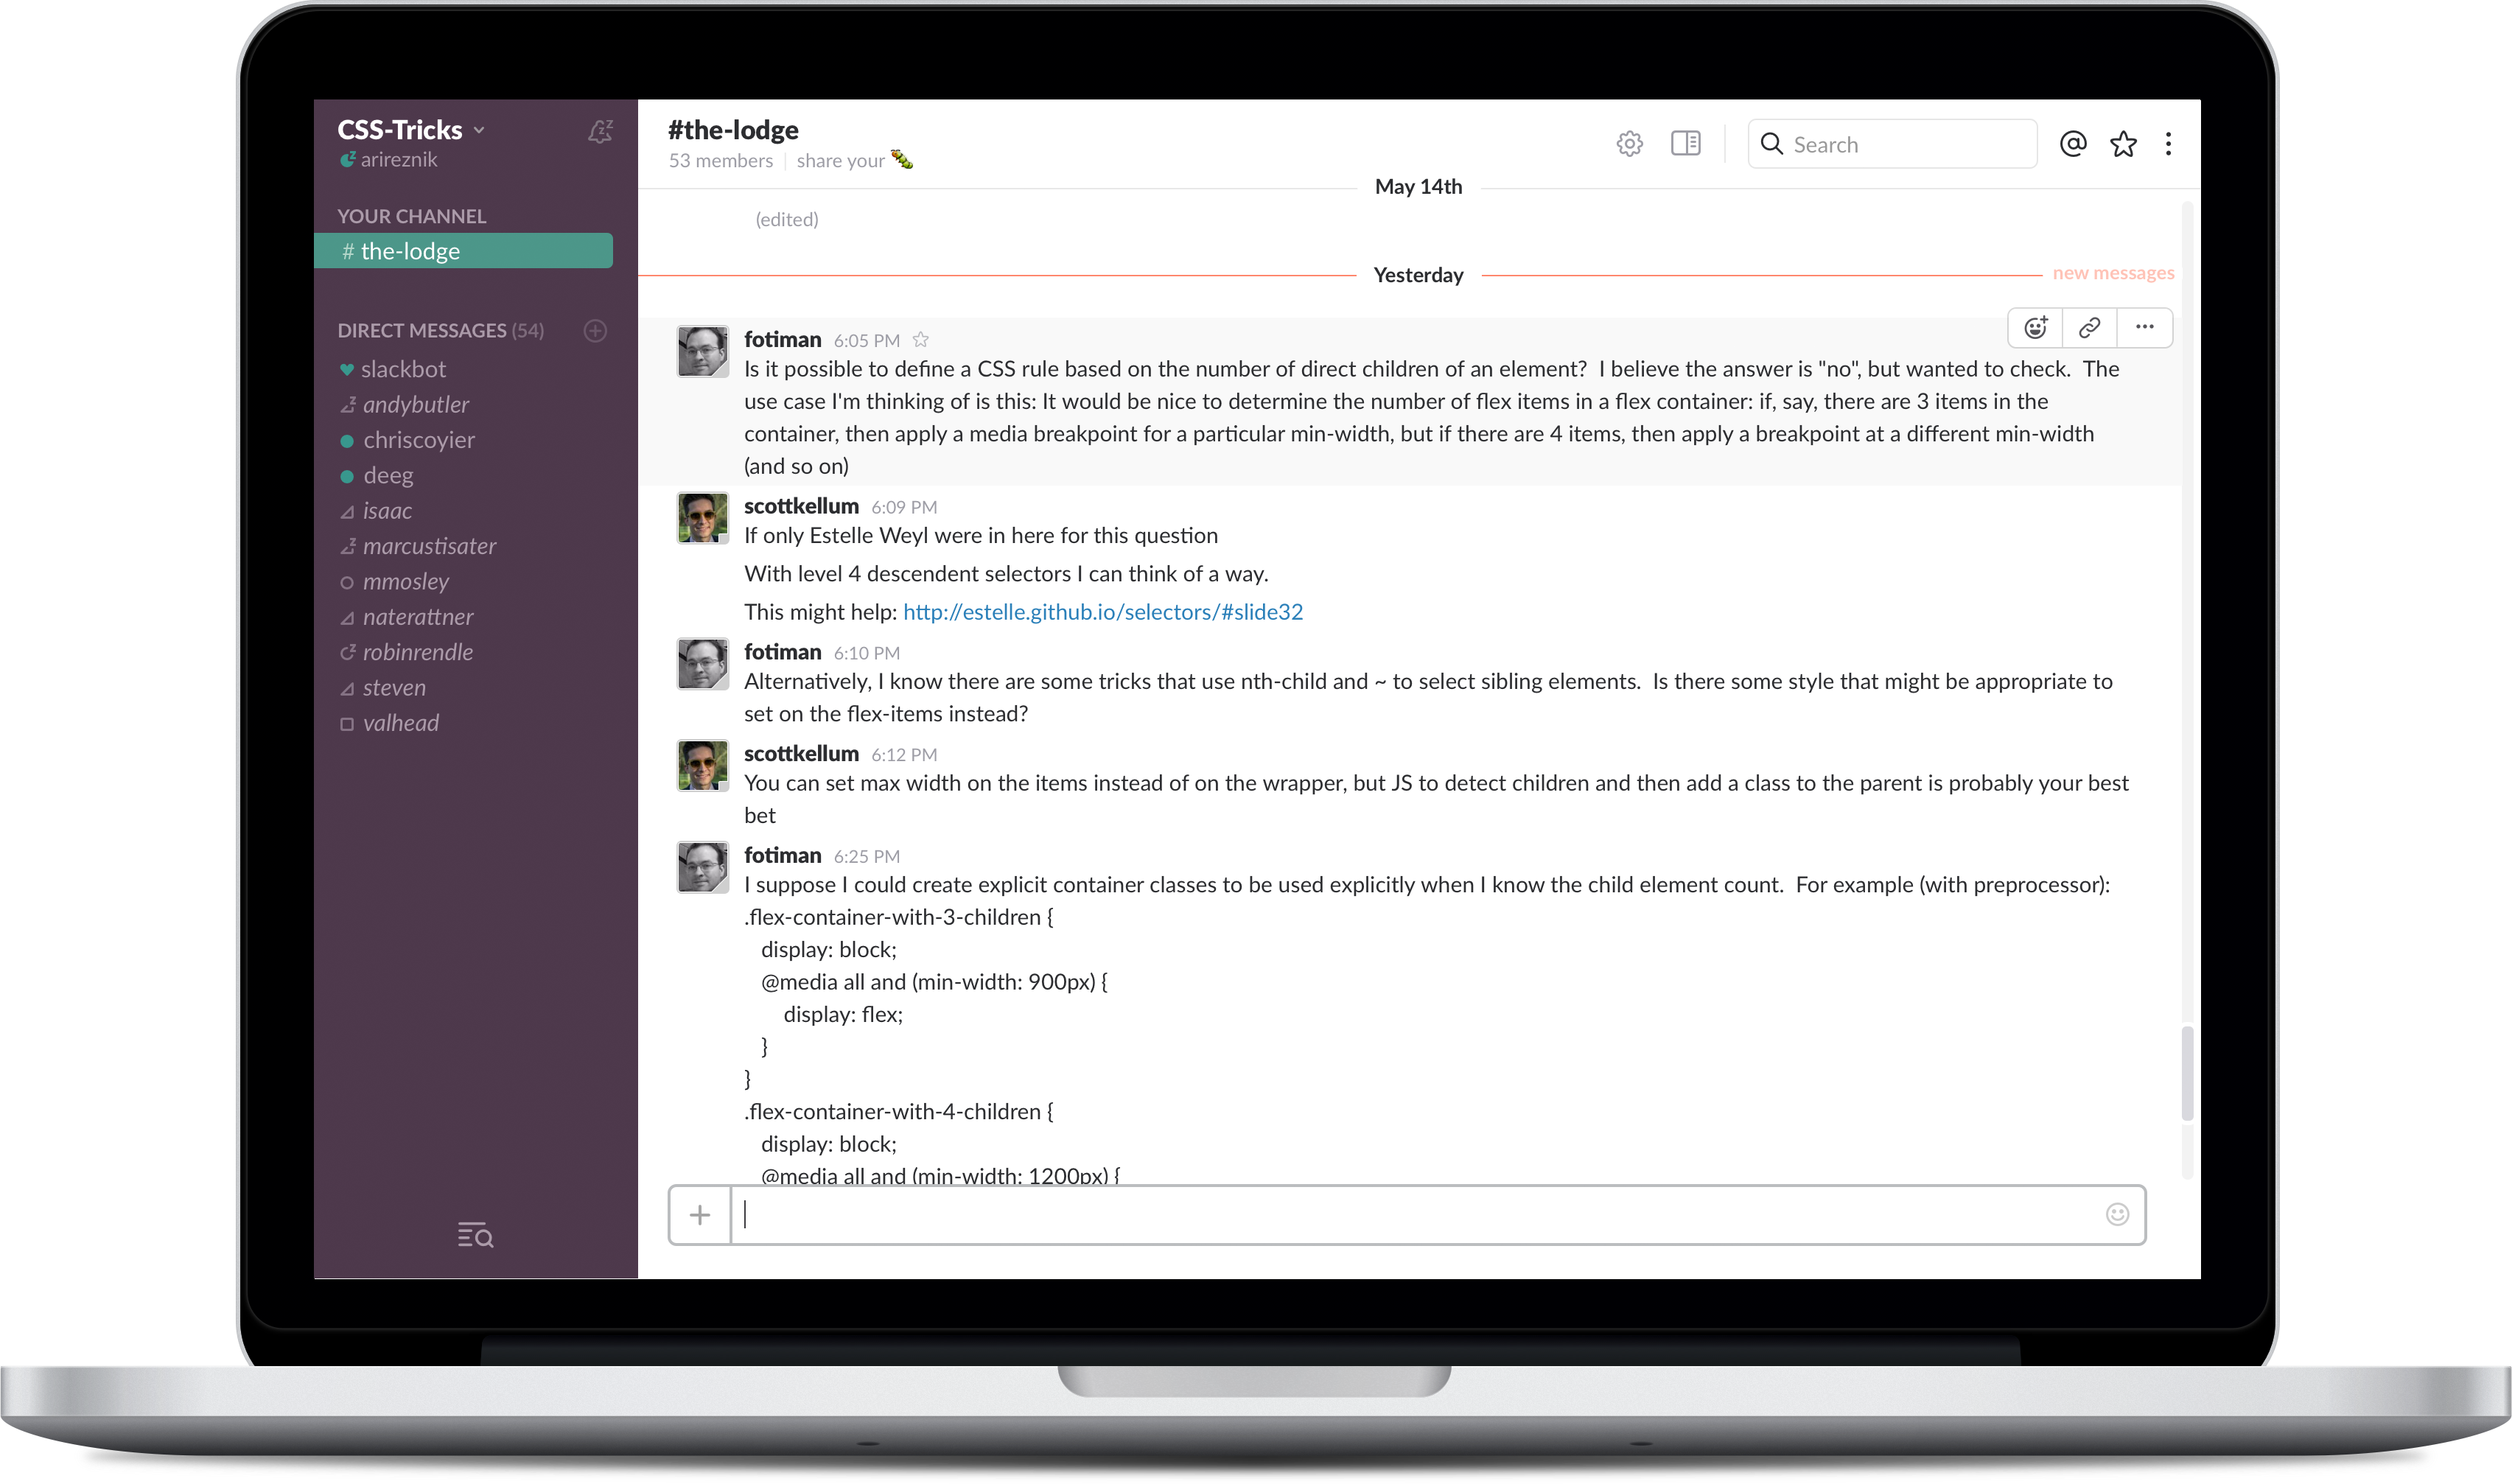 CSS-Tricks
arireznik
YOUR CHANNEL
# the-lodge
DIRECT MESSAGES (54)
slackbot
andybutler
chriscoyier
deeg
isaac
marcustisater
mmosley
naterattner
robinrendle
steven
valhead
#the-lodge
53 members | share your 🐛
Search
May 14th
(edited)
Yesterday
new messages
fotiman 6:05 PM
Is it possible to define a CSS rule based on the number of direct children of an element?  I believe the answer is "no", but wanted to check.  The
use case I'm thinking of is this: It would be nice to determine the number of flex items in a flex container: if, say, there are 3 items in the
container, then apply a media breakpoint for a particular min-width, but if there are 4 items, then apply a breakpoint at a different min-width
(and so on)
scottkellum 6:09 PM
If only Estelle Weyl were in here for this question
With level 4 descendent selectors I can think of a way.
This might help: http://estelle.github.io/selectors/#slide32
fotiman 6:10 PM
Alternatively, I know there are some tricks that use nth-child and ~ to select sibling elements.  Is there some style that might be appropriate to
set on the flex-items instead?
scottkellum 6:12 PM
You can set max width on the items instead of on the wrapper, but JS to detect children and then add a class to the parent is probably your best
bet
fotiman 6:25 PM
I suppose I could create explicit container classes to be used explicitly when I know the child element count.  For example (with preprocessor):
.flex-container-with-3-children {
display: block;
@media all and (min-width: 900px) {
display: flex;
}
}
.flex-container-with-4-children {
display: block;
@media all and (min-width: 1200px) {